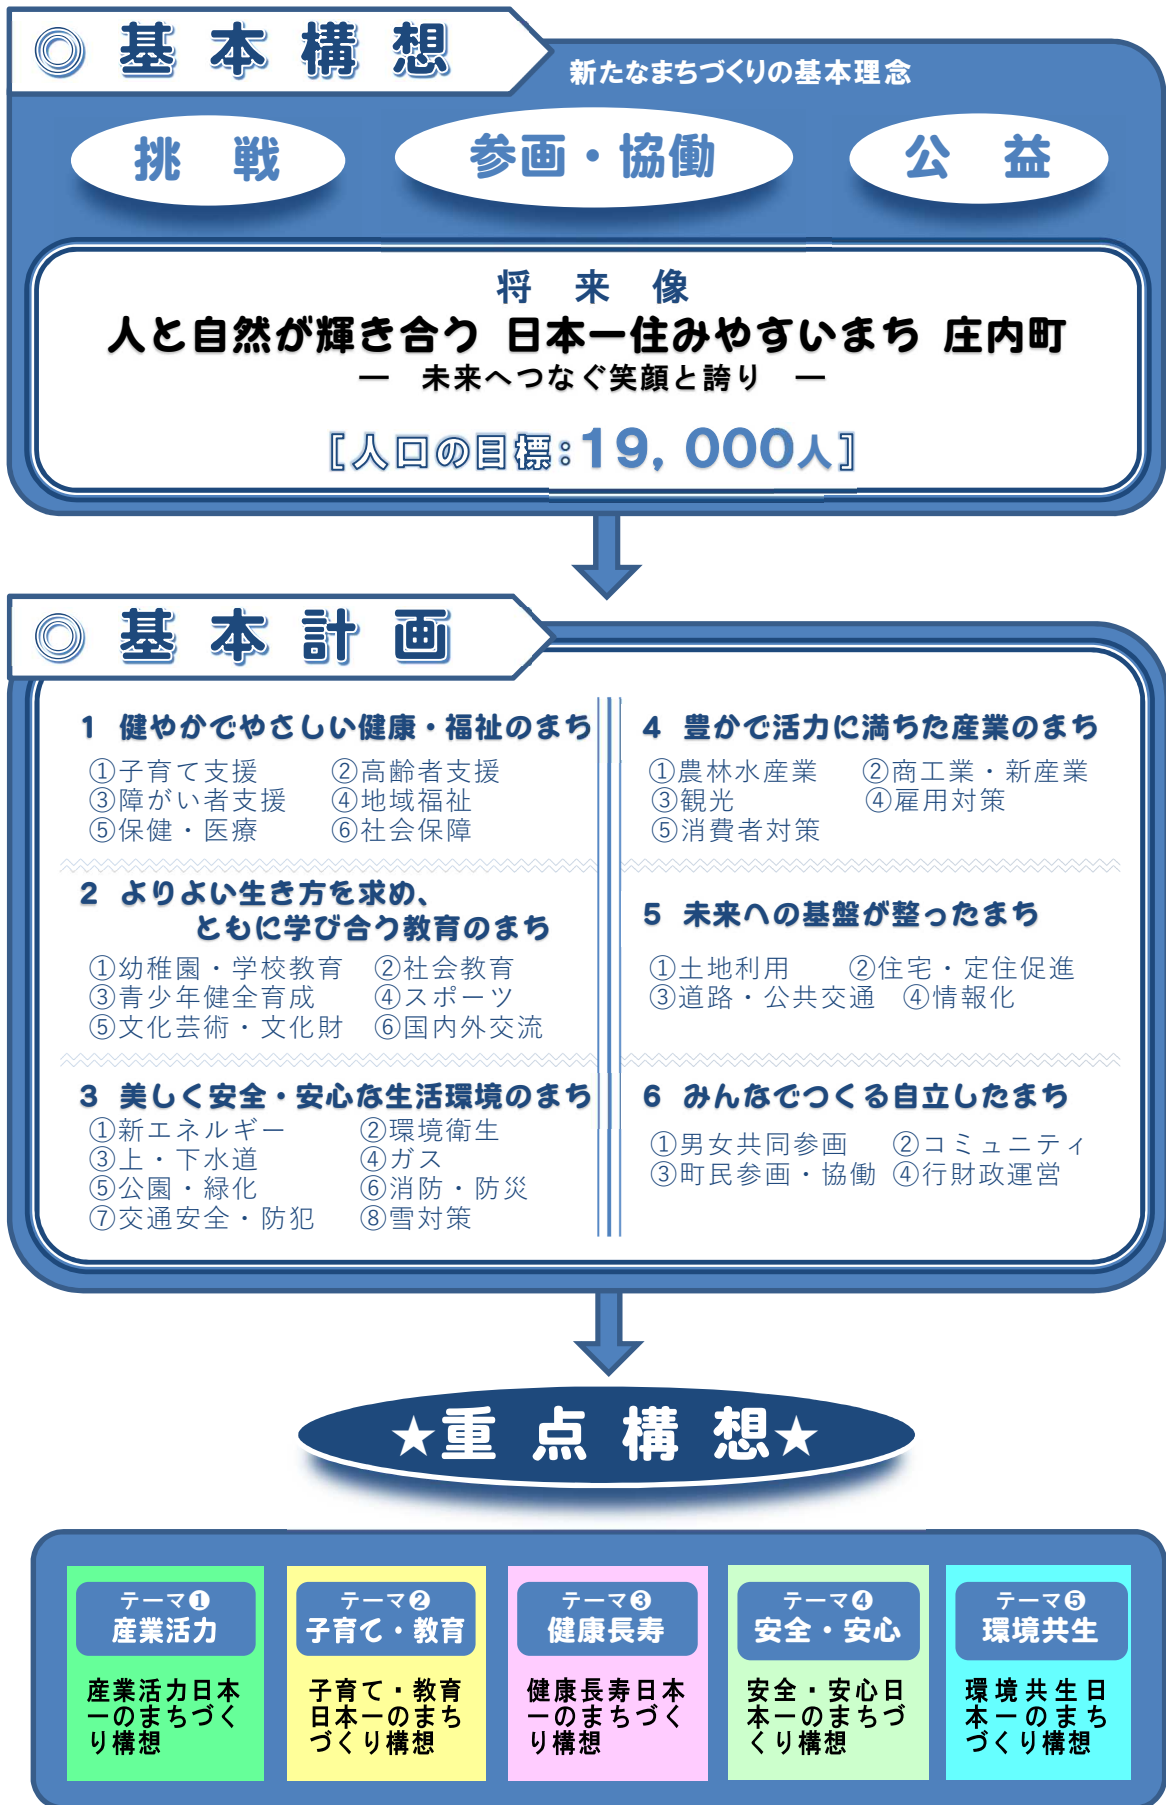 ◎ 基 本 構 想
新たなまちづくりの基本理念
挑 戦
参画・協働
公 益
将 来 像
人と自然が輝き合う 日本一住みやすいまち 庄内町
― 未来へつなぐ笑顔と誇り ―
[人口の目標:19,000人]
◎ 基 本 計 画
1 健やかでやさしい健康・福祉のまち
①子育て支援 ②高齢者支援
③障がい者支援 ④地域福祉
⑤保健・医療 ⑥社会保障
2 よりよい生き方を求め、
ともに学び合う教育のまち
①幼稚園・学校教育 ②社会教育
③青少年健全育成 ④スポーツ
⑤文化芸術・文化財 ⑥国内外交流
3 美しく安全・安心な生活環境のまち
①新エネルギー ②環境衛生
③上・下水道 ④ガス
⑤公園・緑化 ⑥消防・防災
⑦交通安全・防犯 ⑧雪対策
4 豊かで活力に満ちた産業のまち
①農林水産業 ②商工業・新産業
③観光 ④雇用対策
⑤消費者対策
5 未来への基盤が整ったまち
①土地利用 ②住宅・定住促進
③道路・公共交通 ④情報化
6 みんなでつくる自立したまち
①男女共同参画 ②コミュニティ
③町民参画・協働 ④行財政運営
★重 点 構 想★
テーマ❶
産業活力
産業活力日本
一のまちづく
り構想
テーマ❷
子育て・教育
子育て・教育
日本一のまち
づくり構想
テーマ❸
健康長寿
健康長寿日本
一のまちづく
り構想
テーマ❹
安全・安心
安全・安心日
本一のまちづ
くり構想
テーマ❺
環境共生
環境共生日
本一のまち
づくり構想